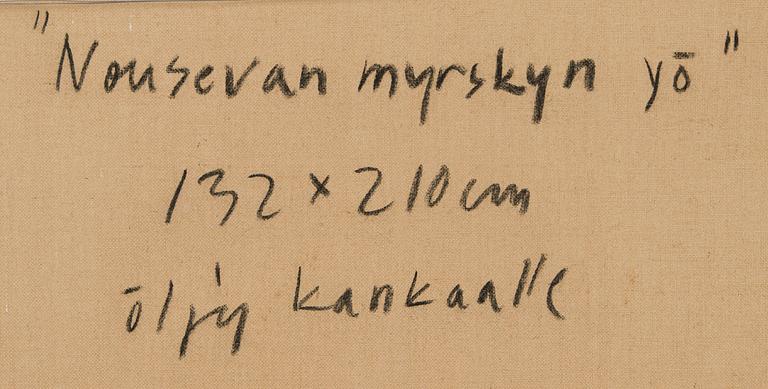 "Nousevan myrskyn yö"
132 x 210 cm
öljy kankaalle